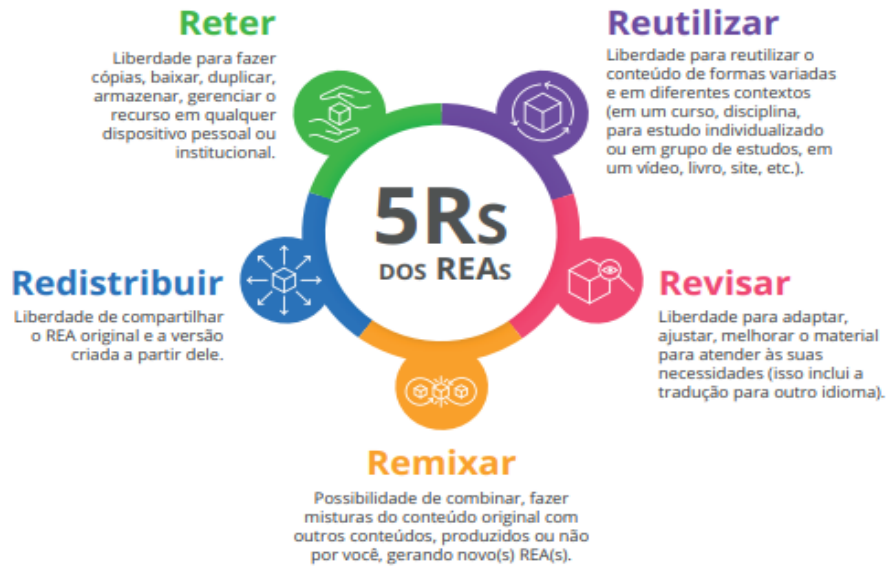 5Rs
DOS REAs
Reter
Liberdade para fazer
cópias, baixar, duplicar,
armazenar, gerenciar o
recurso em qualquer
dispositivo pessoal ou
institucional.
Reutilizar
Liberdade para reutilizar o
conteúdo de formas variadas
e em diferentes contextos
(em um curso, disciplina,
para estudo individualizado
ou em grupo de estudos, em
um vídeo, livro, site, etc.).
Revisar
Liberdade para adaptar,
ajustar, melhorar o material
para atender às suas
necessidades (isso inclui a
tradução para outro idioma).
Remixar
Possibilidade de combinar, fazer
misturas do conteúdo original com
outros conteúdos, produzidos ou não
por você, gerando novo(s) REA(s).
Redistribuir
Liberdade de compartilhar
o REA original e a versão
criada a partir dele.